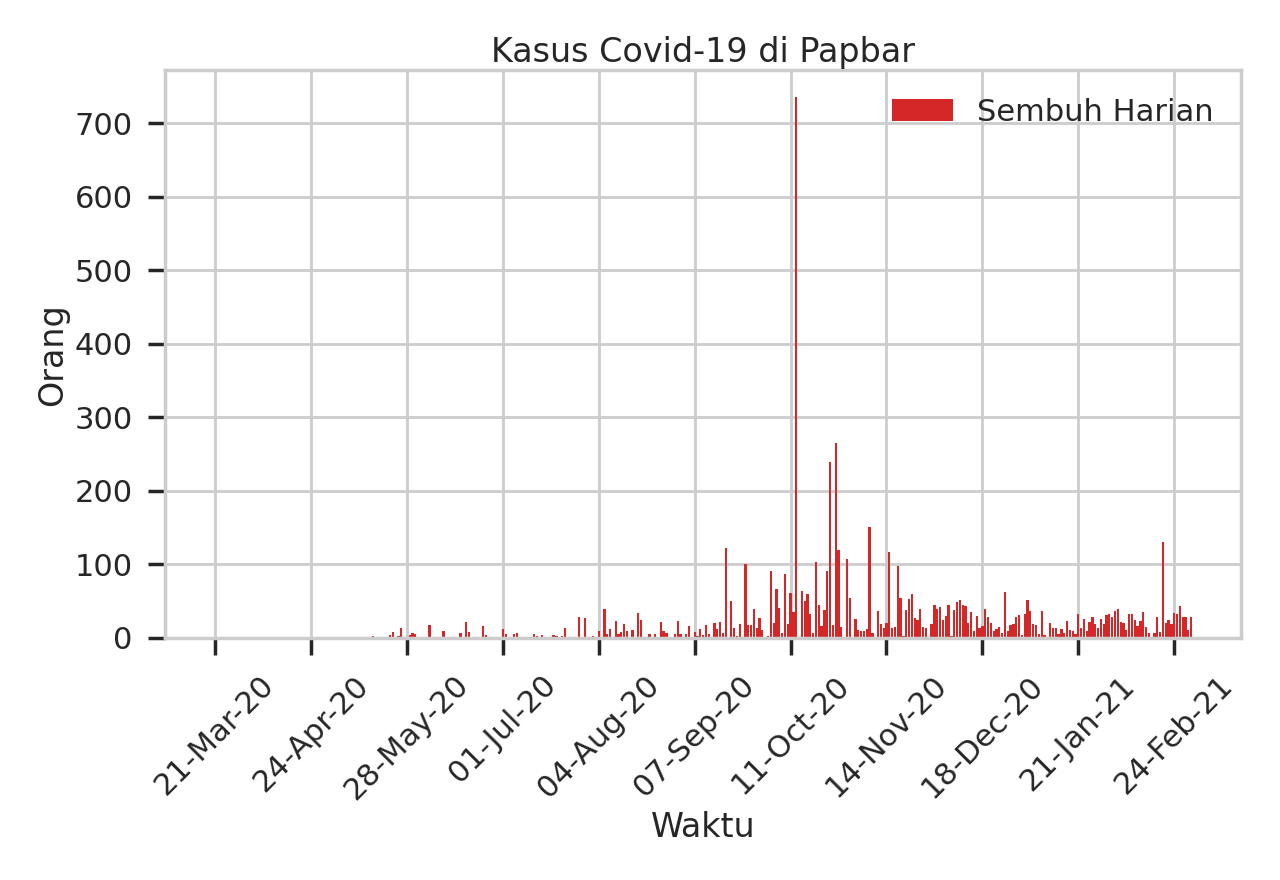 Kasus Covid-19 di Papbar
Sembuh Harian
Orang
700
600
500
400
300
200
100
0
21-Mar-20
24-Apr-20
28-May-20
01-Jul-20
04-Aug-20
07-Sep-20
11-Oct-20
14-Nov-20
18-Dec-20
21-Jan-21
24-Feb-21
Waktu